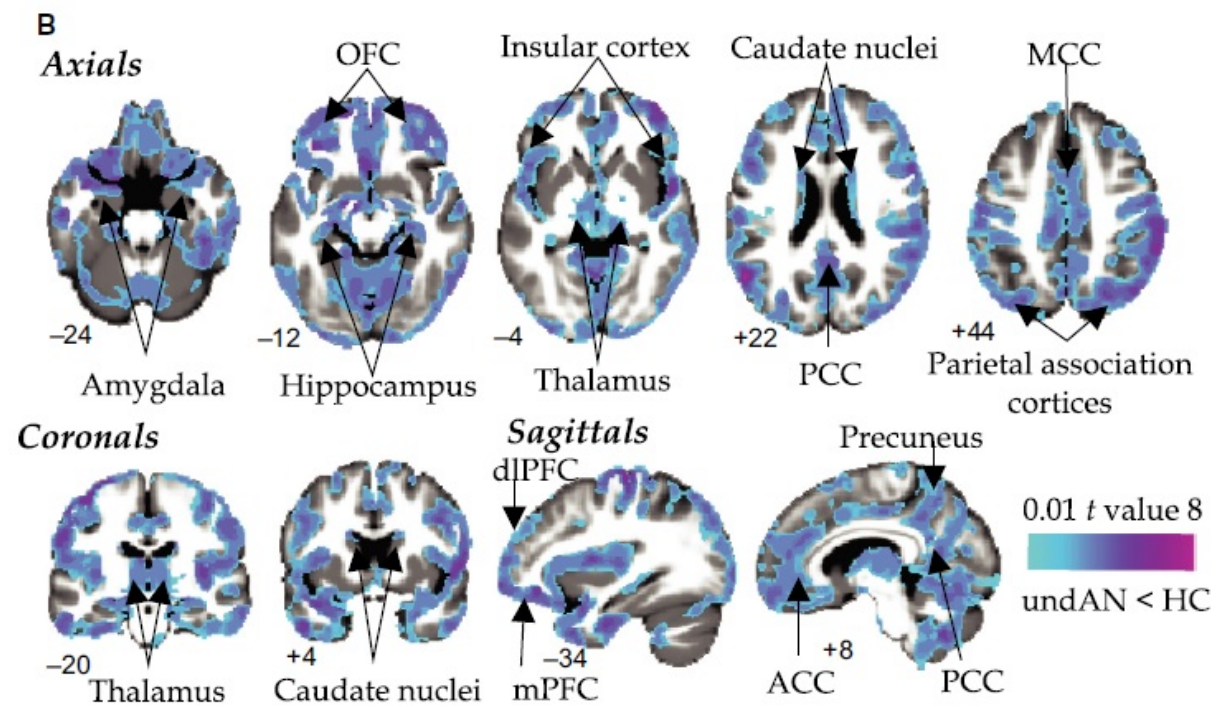 B
Axials
OFC
Insular cortex
Caudate nuclei
MCC
–24
–12
–4
+22
+44
Amygdala
Hippocampus
Thalamus
PCC
Parietal association
cortices
Coronals
Sagittals
dlPFC
Precuneus
0.01 t value 8
undAN < HC
–20
+4
–34
+8
Thalamus
Caudate nuclei
mPFC
ACC
PCC